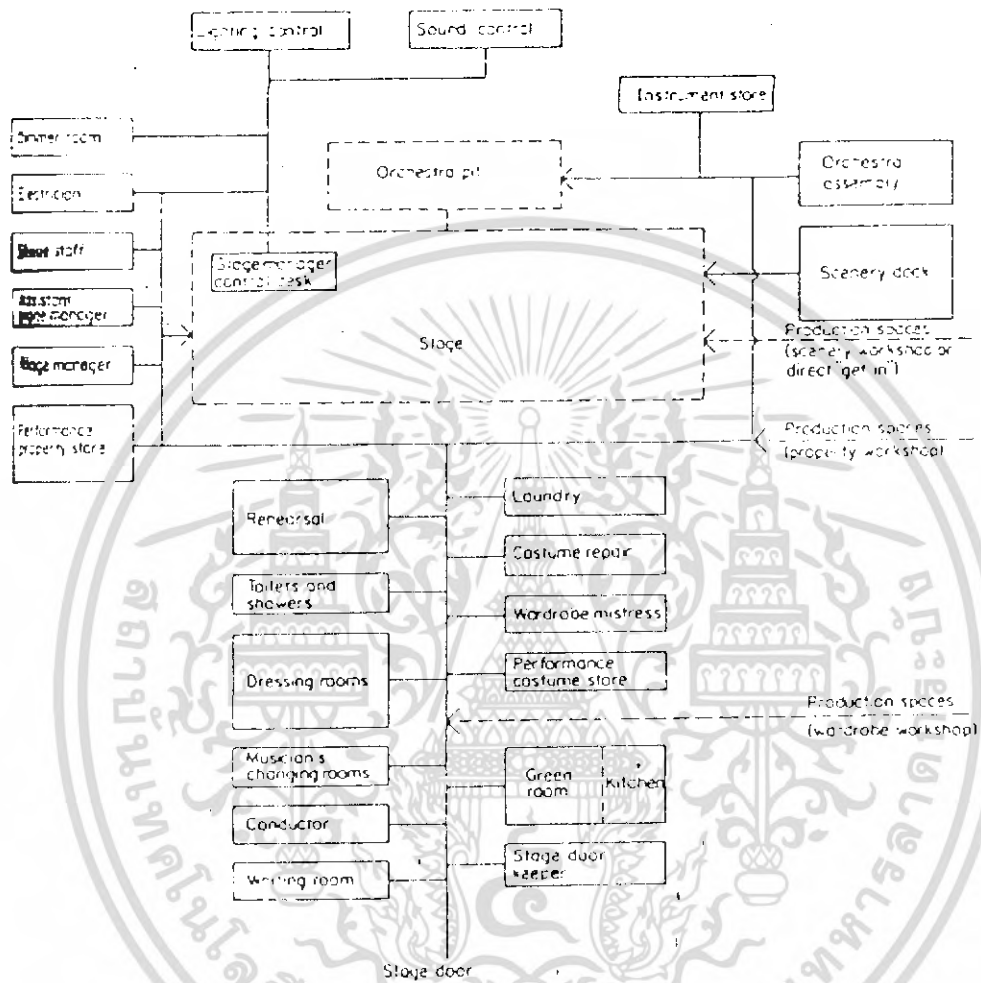 Lighting control
Sound control
Instrument store
Dimmer room
Orchestra pit
Orchestra
assembly
Electrician
Stage staff
Stage manager
control desk
Scenery dock
Assistant
stage manager
Stage
Production spaces
(scenery workshop or
direct "get in")
Stage manager
Performance
property store
Production spaces
(property workshop)
Rehearsal
Laundry
Costume repair
Toilets and
showers
Wardrobe mistress
Dressing rooms
Performance
costume store
Production spaces
(wardrobe workshop)
Musician's
changing rooms
Green
room
Kitchen
Conductor
Stage door
keeper
Stage door